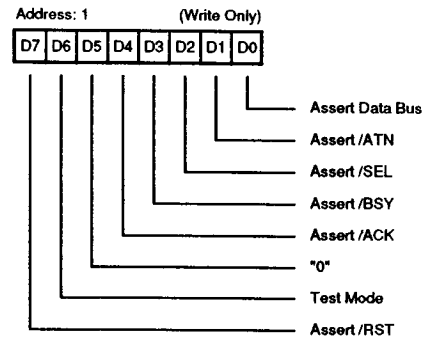 Address: 1 (Write Only)
D7 D6 D5 D4 D3 D2 D1 D0
Assert Data Bus
Assert /ATN
Assert /SEL
Assert /BSY
Assert /ACK
"0"
Test Mode
Assert /RST